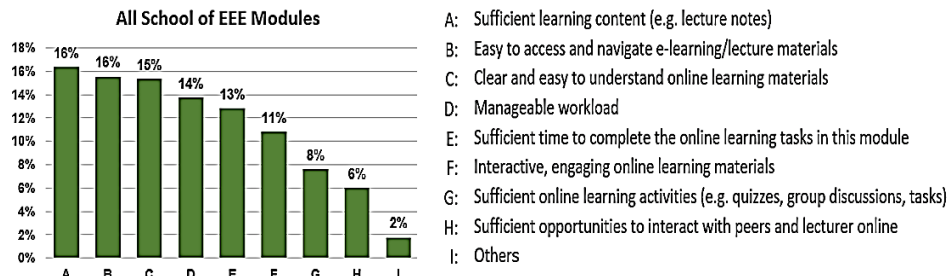 All School of EEE Modules
18%
16%
14%
12%
10%
8%
6%
4%
2%
0%
16%
16%
15%
14%
13%
11%
8%
6%
2%
A B C D E F G H I
A: Sufficient learning content (e.g. lecture notes)
B: Easy to access and navigate e-learning/lecture materials
C: Clear and easy to understand online learning materials
D: Manageable workload
E: Sufficient time to complete the online learning tasks in this module
F: Interactive, engaging online learning materials
G: Sufficient online learning activities (e.g. quizzes, group discussions, tasks)
H: Sufficient opportunities to interact with peers and lecturer online
I: Others